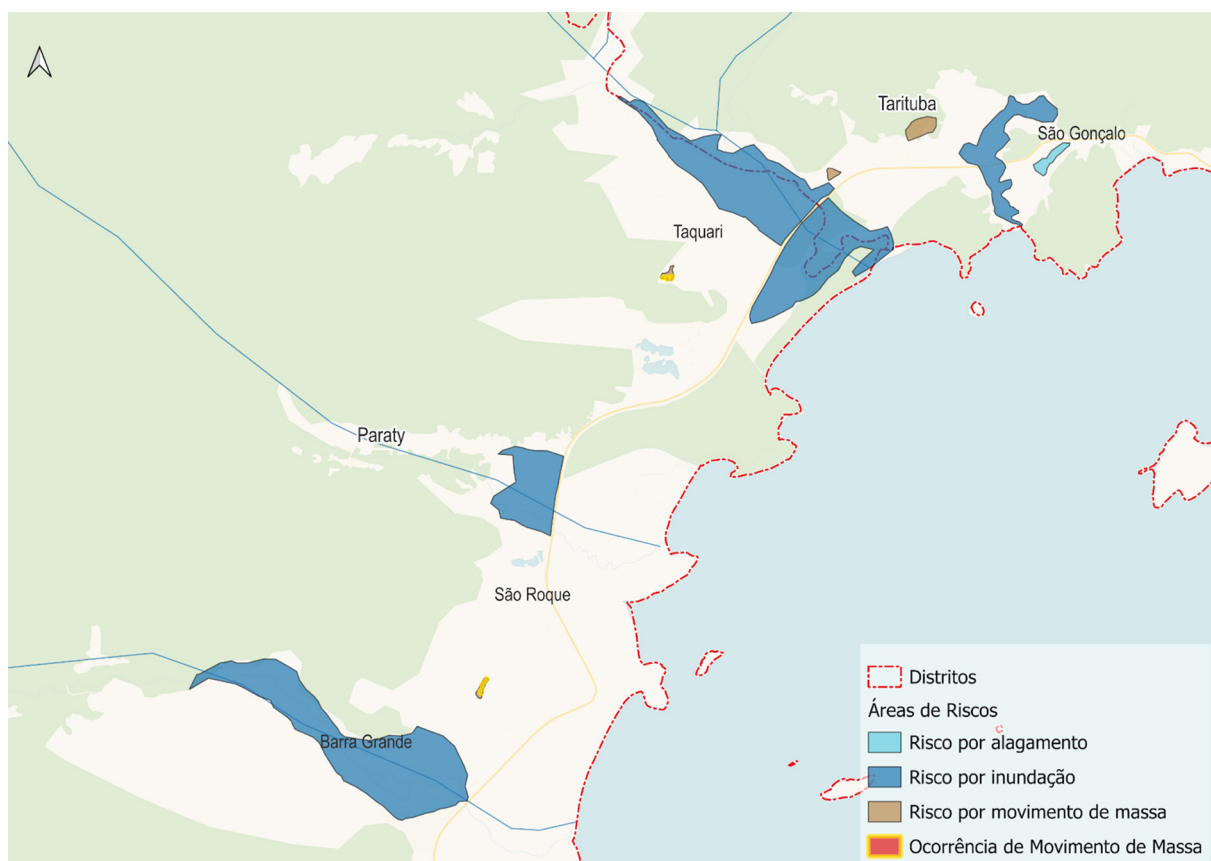 Tarituba
São Gonçalo
Taquari
Paraty
São Roque
Barra Grande
Distritos
Áreas de Riscos
Risco por alagamento
Risco por inundação
Risco por movimento de massa
Ocorrência de Movimento de Massa